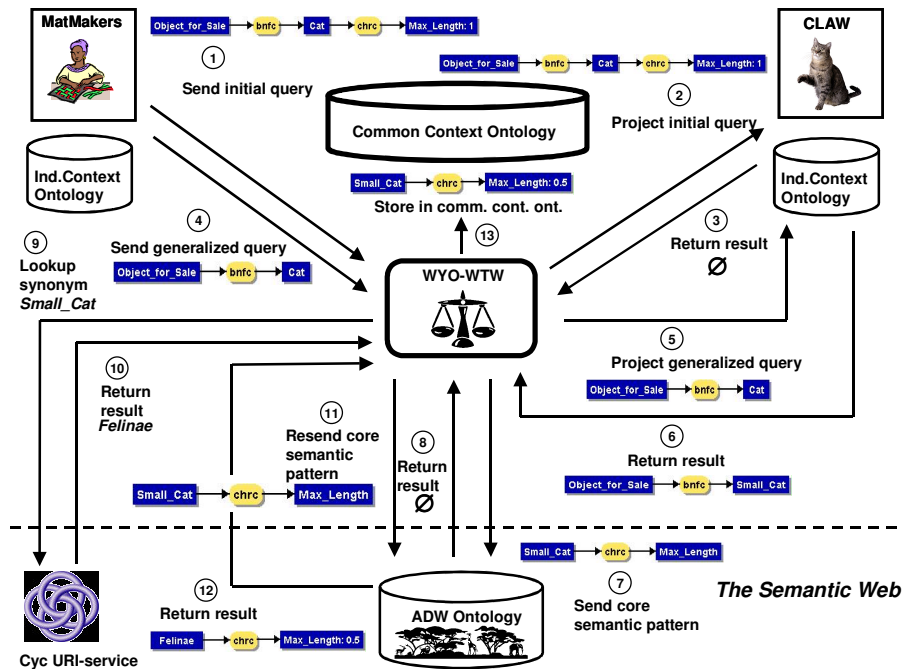 MatMakers
Object_for_Sale bnfc Cat chrc Max_Length: 1
1
Send initial query
CLAW
Object_for_Sale bnfc Cat chrc Max_Length: 1
2
Project initial query
Common Context Ontology
Ind.Context
Ontology
Ind.Context
Ontology
Small_Cat chrc Max_Length: 0.5
Store in comm. cont. ont.
13
3
Return result
∅
4
Send generalized query
Object_for_Sale bnfc Cat
9
Lookup
synonym
Small_Cat
WYO-WTW
5
Project generalized query
Object_for_Sale bnfc Cat
10
Return
result
Felinae
11
Resend core
semantic
pattern
Small_Cat chrc Max_Length
8
Return
result
∅
6
Return result
Object_for_Sale bnfc Small_Cat
Small_Cat chrc Max_Length
7
Send core
semantic pattern
The Semantic Web
12
Return result
Felinae chrc Max_Length: 0.5
ADW Ontology
Cyc URI-service